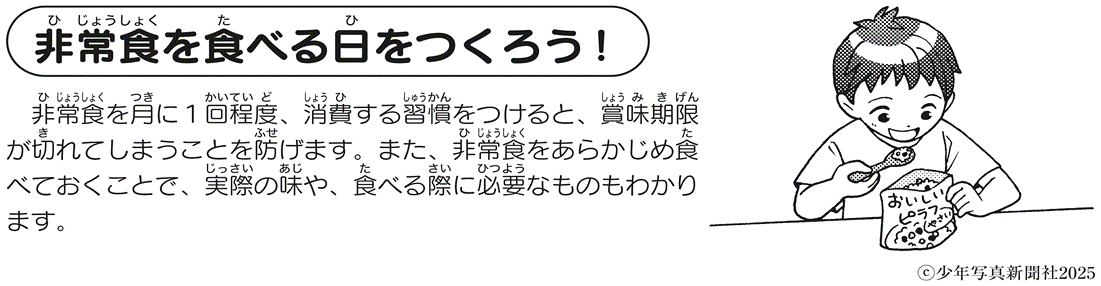 非常食を食べる日をつくろう！
非常食を月に１回程度、消費する習慣をつけると、賞味期限
が切れてしまうことを防げます。また、非常食をあらかじめ食
べておくことで、実際の味や、食べる際に必要なものもわかり
ます。
おいしい
ピラフ
やさい
©少年写真新聞社2025